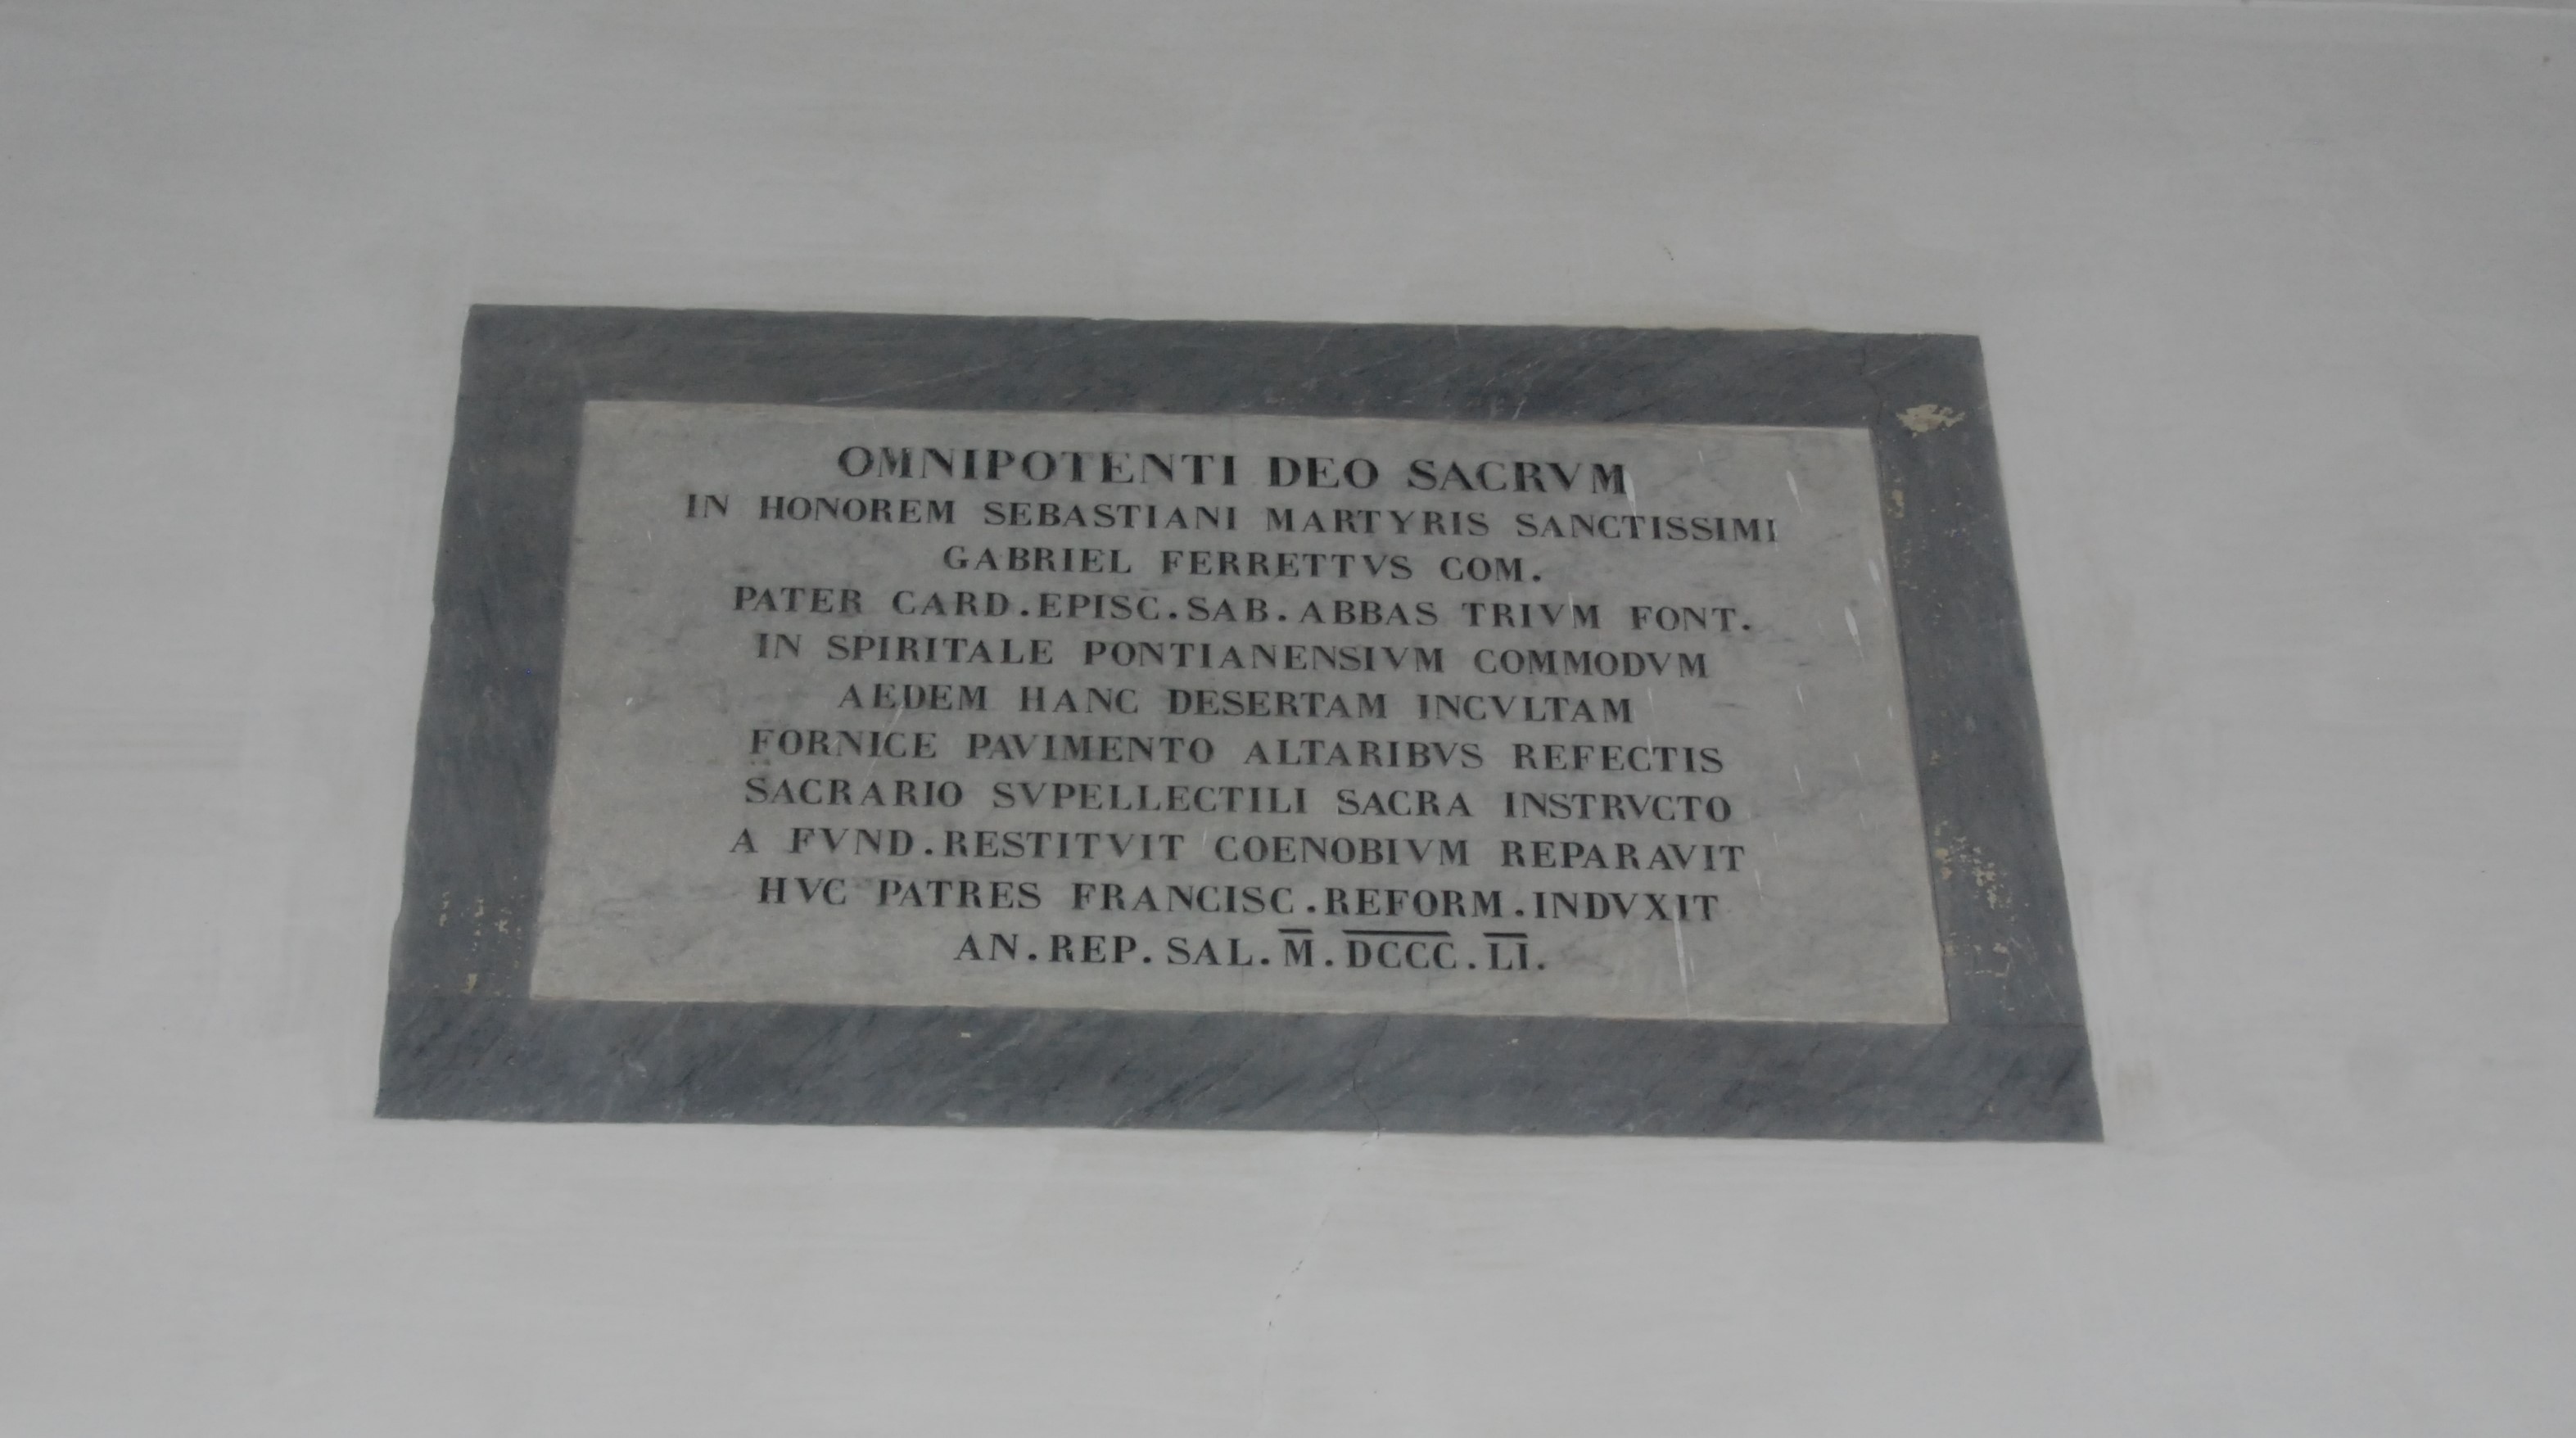 OMNIPOTENTI DEO SACRVM
IN HONOREM SEBASTIANI MARTYRIS SANCTISSIMI
GABRIEL FERRETTVS COM.
PATER CARD.EPISC.SAB.ABBAS TRIVM FONT.
IN SPIRITALE PONTIANENSIVM COMMODVM
AEDEM HANC DESERTAM INCVLTAM
FORNICE PAVIMENTO ALTARIBVS REFECTIS
SACRARIO SVPELLECTILI SACRA INSTRVCTO
A FVND.RESTITVIT COENOBIVM REPARAVIT
HVC PATRES FRANCISC.REFORM.INDVXIT
AN.REP.SAL.M̅.D̅C̅C̅C̅.L̅I̅.